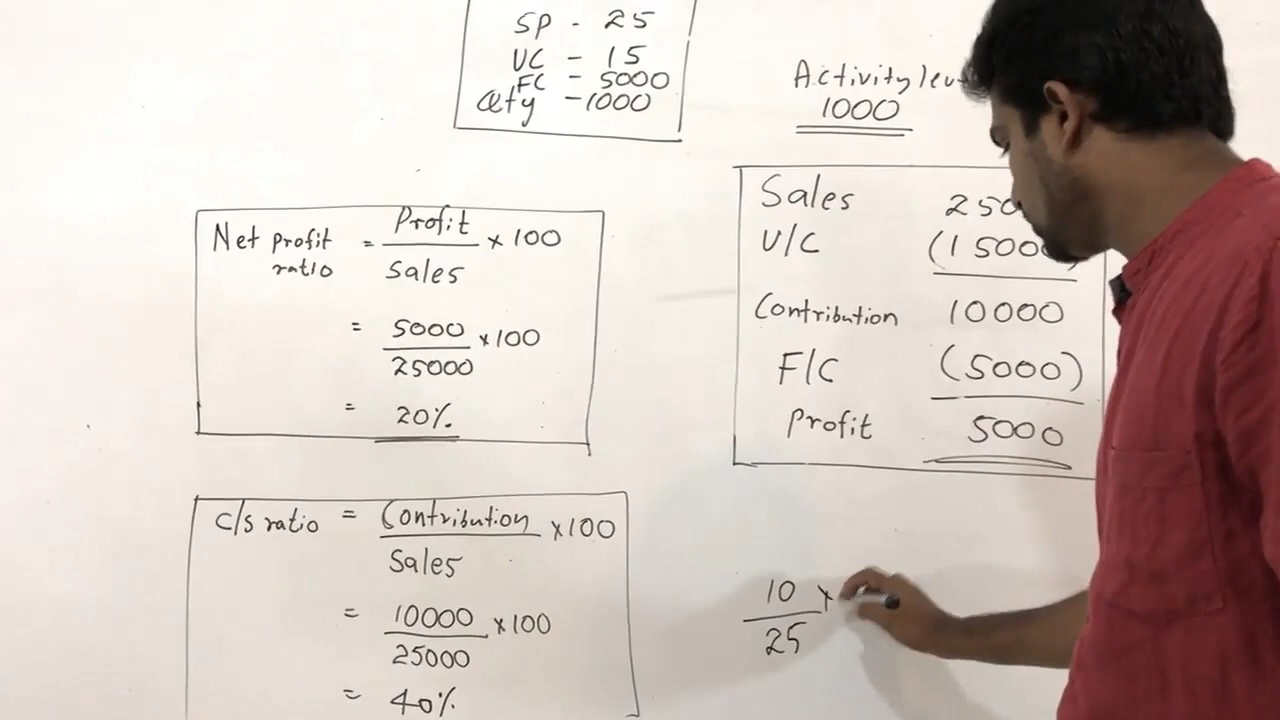 SP - 25
VC - 15
FC - 5000
Qty - 1000
Activity
1000
Sales
V/C
Contribution 10000
F/C (5000)
Profit 5000
Net profit ratio = Profit / Sales × 100
= 5000 / 25000 × 100
= 20%
C/S ratio = Contribution / Sales × 100
= 10000 / 25000 × 100
= 40%
10 / 25 ×